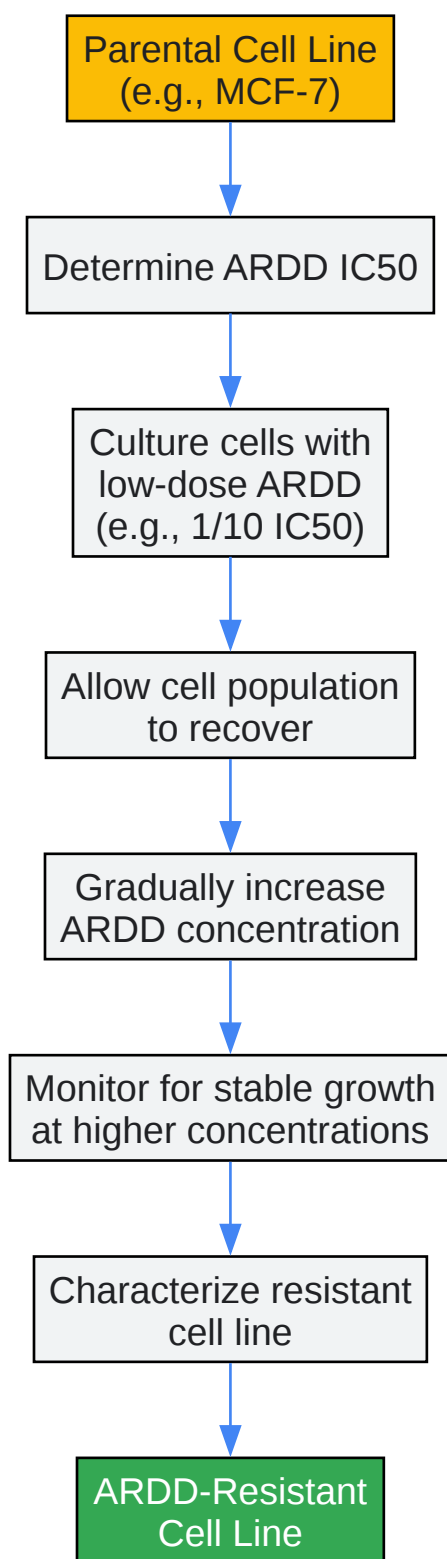 Parental Cell Line
(e.g., MCF-7)
Determine ARDD IC50
Culture cells with
low-dose ARDD
(e.g., 1/10 IC50)
Allow cell population
to recover
Gradually increase
ARDD concentration
Monitor for stable growth
at higher concentrations
Characterize resistant
cell line
ARDD-Resistant
Cell Line